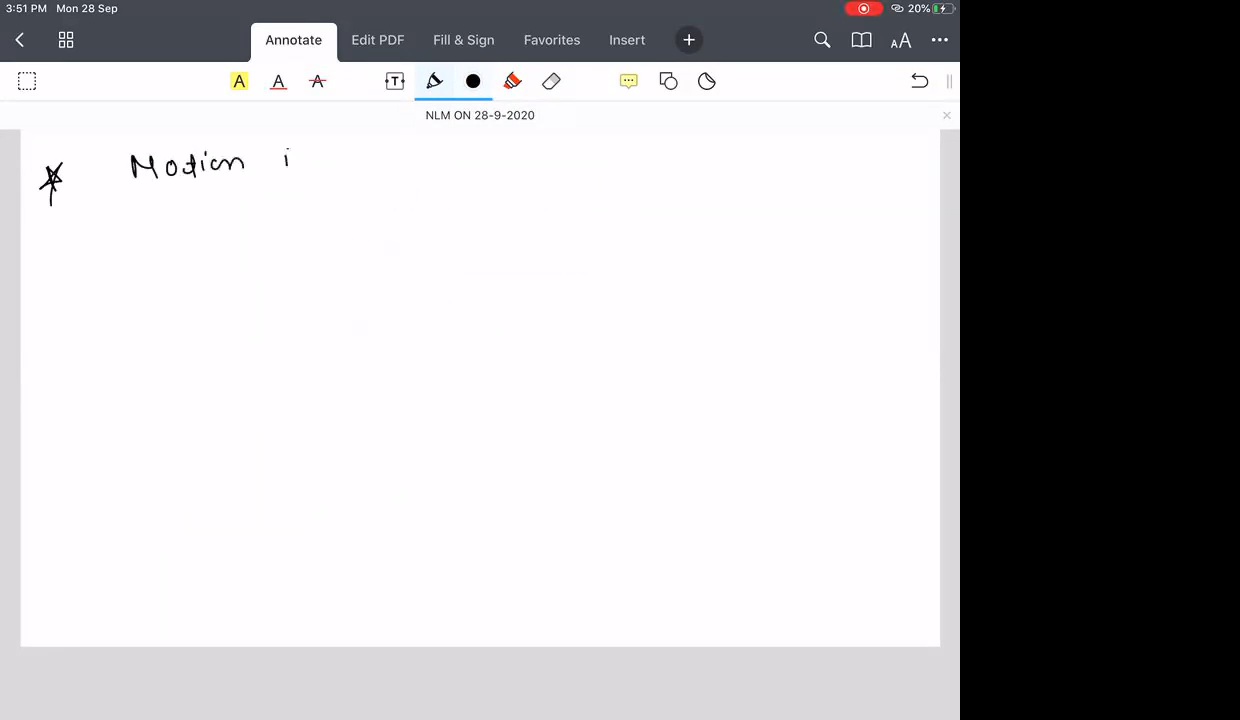 3:51 PM Mon 28 Sep 20%
Annotate Edit PDF Fill & Sign Favorites Insert
AA
A A A T
NLM ON 28-9-2020
Motion i